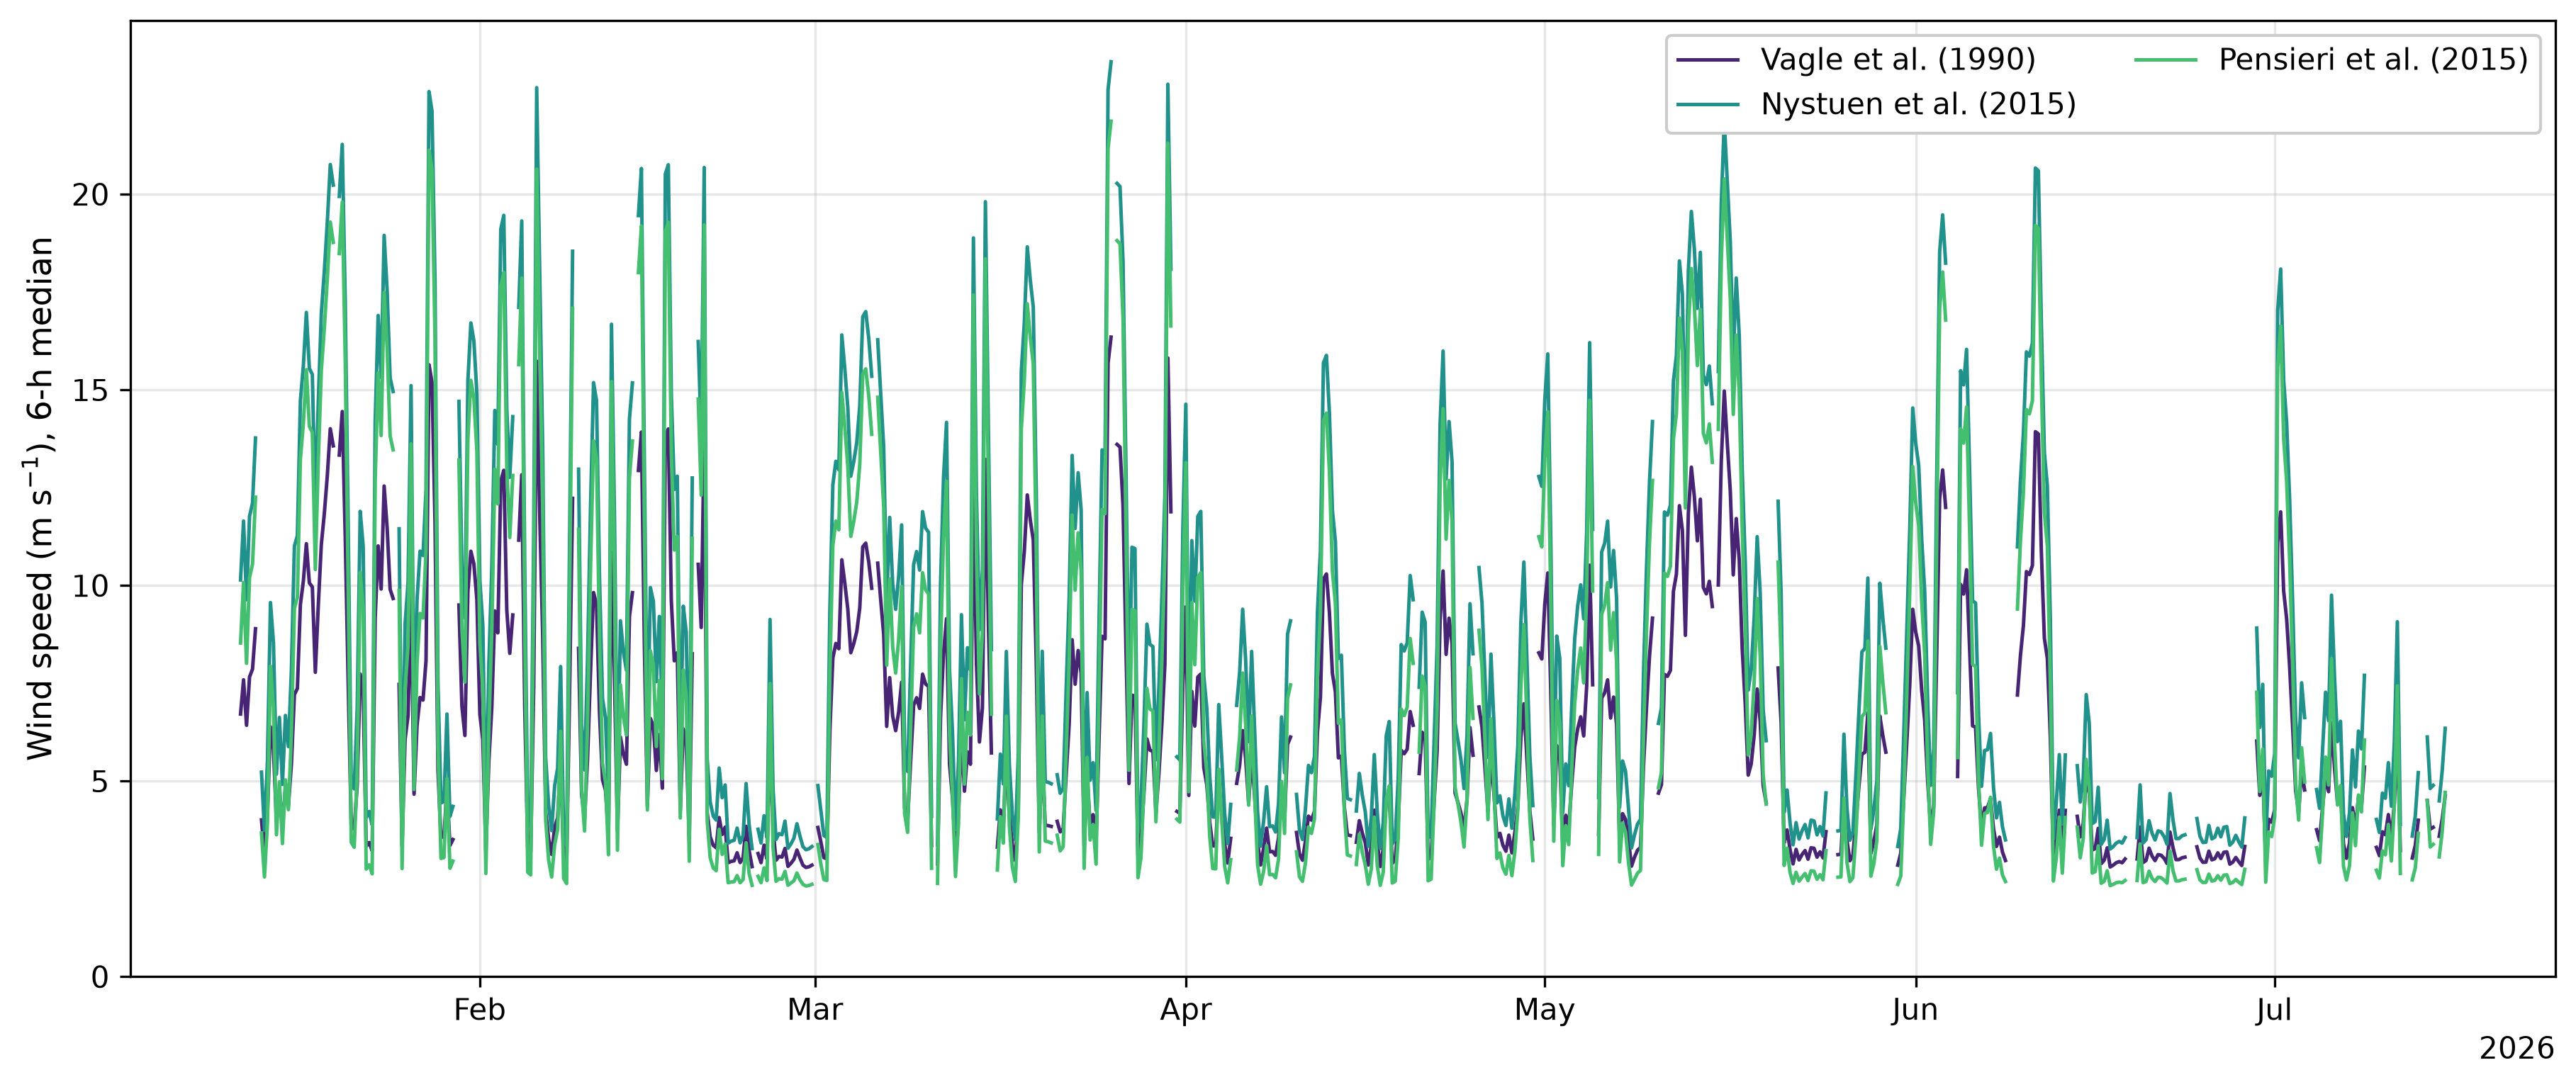 Vagle et al. (1990)
Nystuen et al. (2015)
Pensieri et al. (2015)
Wind speed (m s⁻¹), 6-h median
20
15
10
5
0
Feb
Mar
Apr
May
Jun
Jul
2026